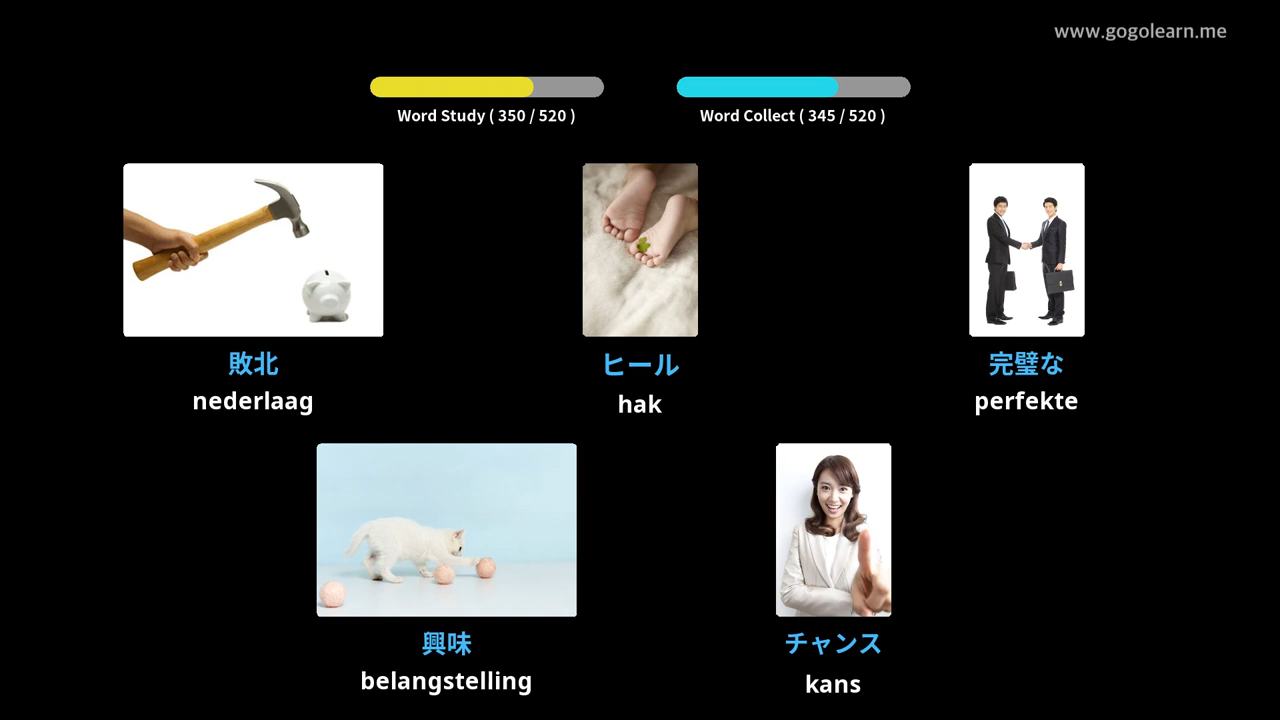 www.gogolearn.me
Word Study ( 350 / 520 )
Word Collect ( 345 / 520 )
敗北
nederlaag
ヒール
hak
完璧な
perfekte
興味
belangstelling
チャンス
kans